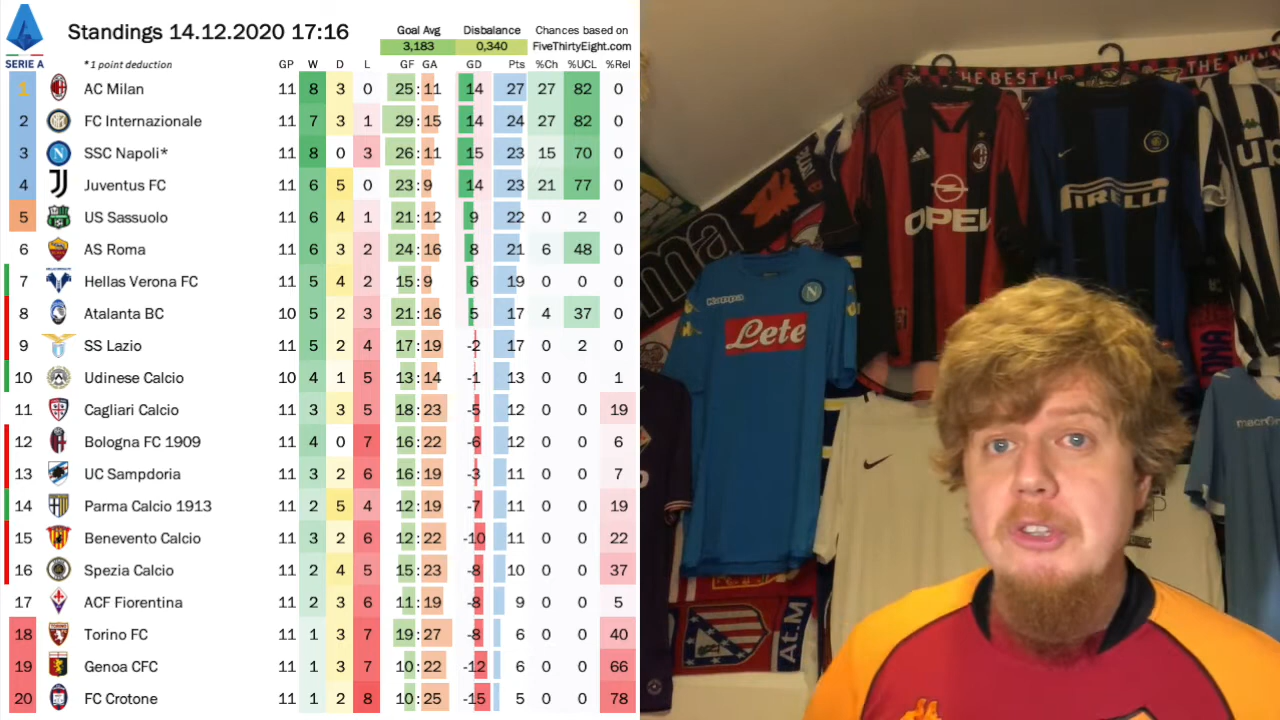 Standings 14.12.2020 17:16
Goal Avg Disbalance Chances based on
3,183 0,340 FiveThirtyEight.com
SERIE A *1 point deduction GP W D L GF GA GD Pts %Ch %UCL %Rel
1 AC Milan 11 8 3 0 25:11 14 27 27 82 0
2 FC Internazionale 11 7 3 1 29:15 14 24 27 82 0
3 SSC Napoli* 11 8 0 3 26:11 15 23 15 70 0
4 Juventus FC 11 6 5 0 23:9 14 23 21 77 0
5 US Sassuolo 11 6 4 1 21:12 9 22 0 2 0
6 AS Roma 11 6 3 2 24:16 8 21 6 48 0
7 Hellas Verona FC 11 5 4 2 15:9 6 19 0 0 0
8 Atalanta BC 10 5 2 3 21:16 5 17 4 37 0
9 SS Lazio 11 5 2 4 17:19 -2 17 0 2 0
10 Udinese Calcio 10 4 1 5 13:14 -1 13 0 0 1
11 Cagliari Calcio 11 3 3 5 18:23 -5 12 0 0 19
12 Bologna FC 1909 11 4 0 7 16:22 -6 12 0 0 6
13 UC Sampdoria 11 3 2 6 16:19 -3 11 0 0 7
14 Parma Calcio 1913 11 2 5 4 12:19 -7 11 0 0 19
15 Benevento Calcio 11 3 2 6 12:22 -10 11 0 0 22
16 Spezia Calcio 11 2 4 5 15:23 -8 10 0 0 37
17 ACF Fiorentina 11 2 3 6 11:19 -8 9 0 0 5
18 Torino FC 11 1 3 7 19:27 -8 6 0 0 40
19 Genoa CFC 11 1 3 7 10:22 -12 6 0 0 66
20 FC Crotone 11 1 2 8 10:25 -15 5 0 0 78
THE BEST
THE WINN
adidas
OPEL
PIRELLI
up
Kappa
N
Lete
macron
At.M